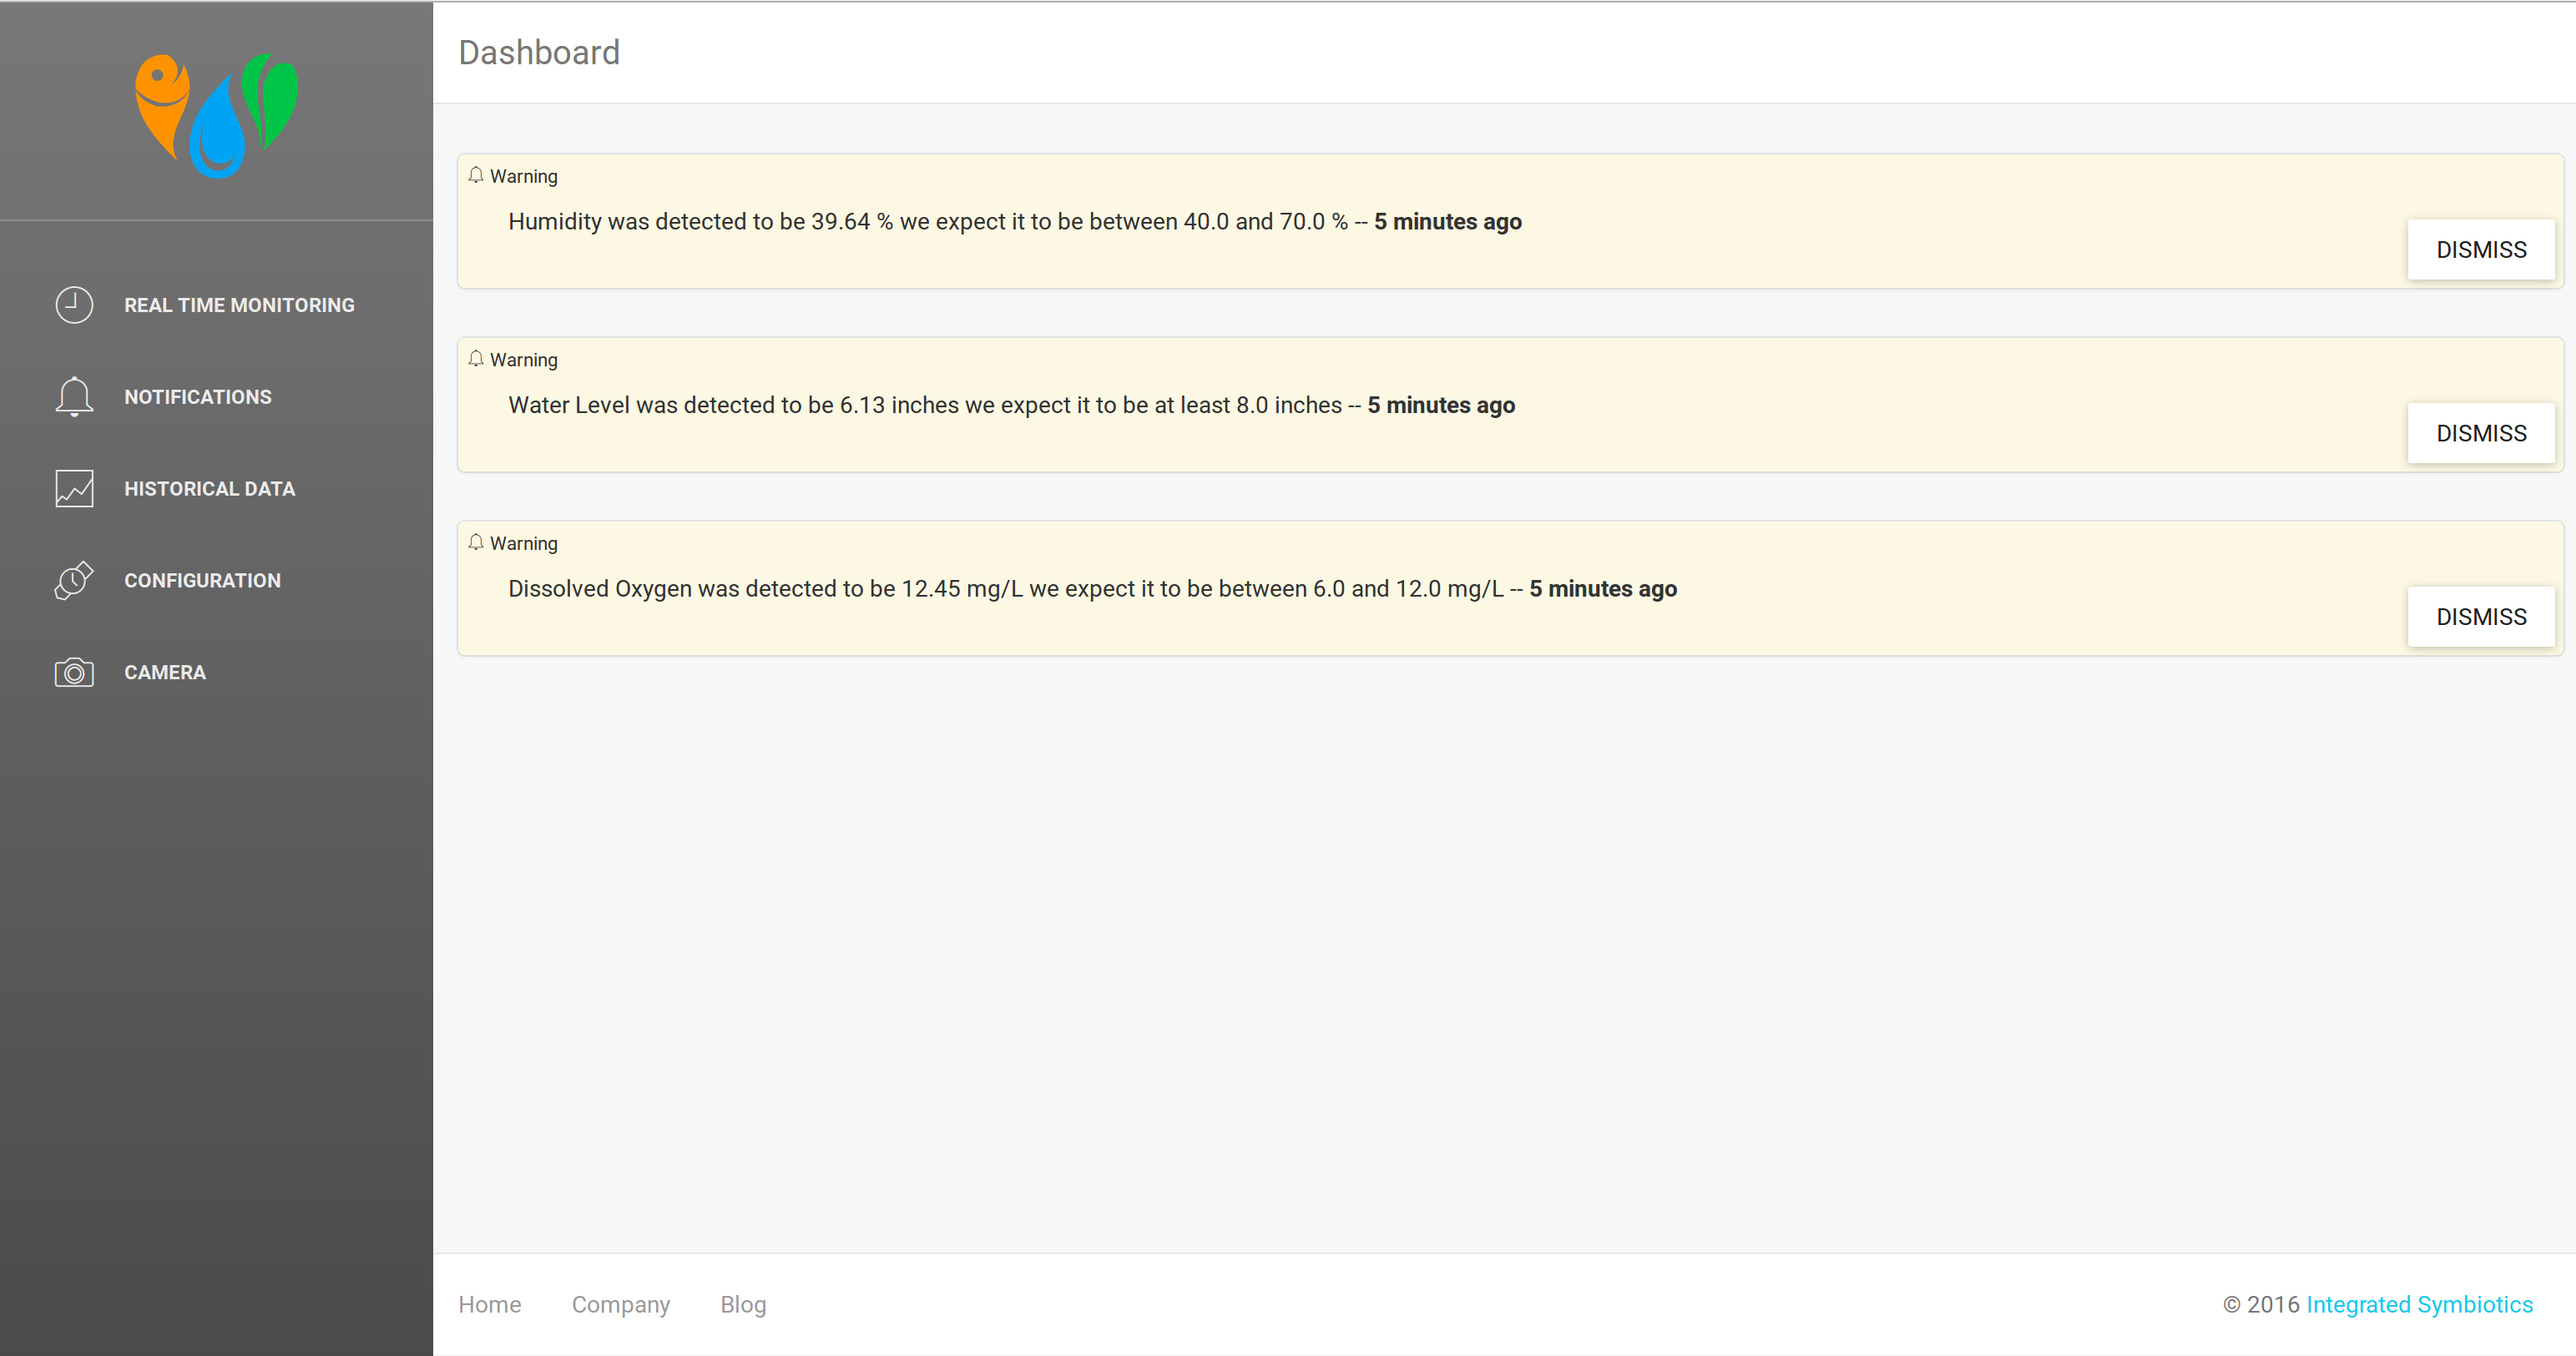 Dashboard
Warning
Humidity was detected to be 39.64 % we expect it to be between 40.0 and 70.0 % -- 5 minutes ago
DISMISS
Warning
Water Level was detected to be 6.13 inches we expect it to be at least 8.0 inches -- 5 minutes ago
DISMISS
Warning
Dissolved Oxygen was detected to be 12.45 mg/L we expect it to be between 6.0 and 12.0 mg/L -- 5 minutes ago
DISMISS
REAL TIME MONITORING
NOTIFICATIONS
HISTORICAL DATA
CONFIGURATION
CAMERA
Home Company Blog
© 2016 Integrated Symbiotics